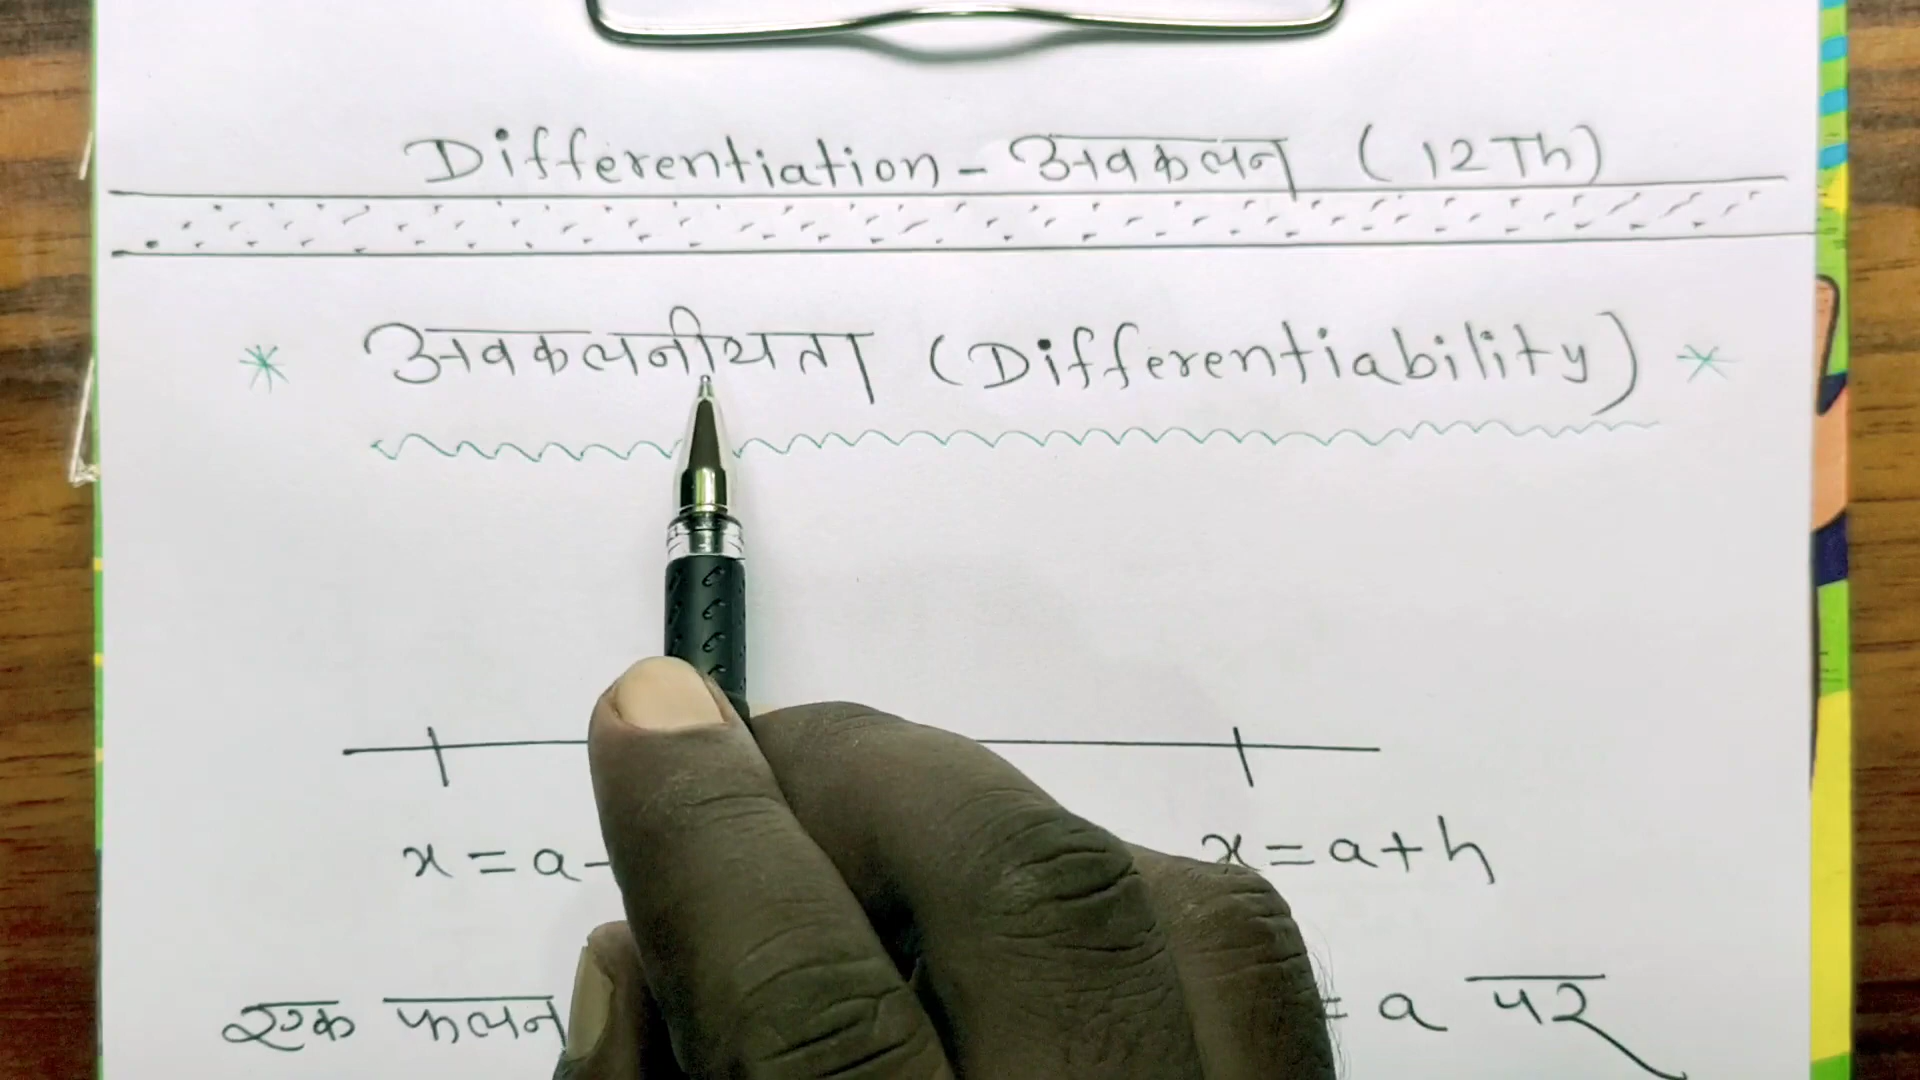 Differentiation - अवकलन (12Th)
* अवकलनीयता (Differentiability) *
x = a - x = a + h
एक फलन = a पर